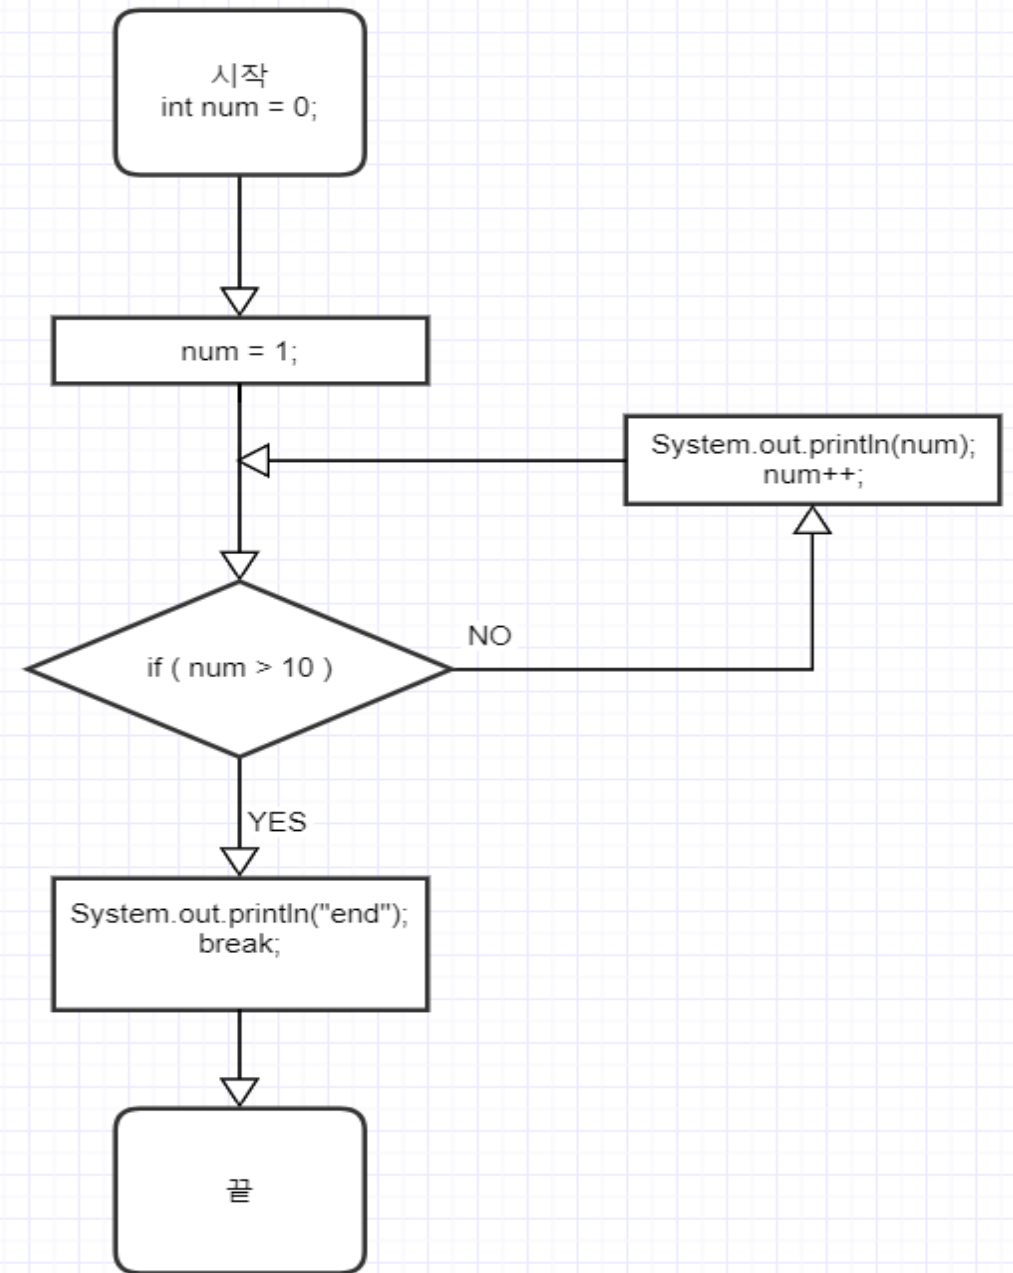 시작
int num = 0;
num = 1;
System.out.println(num);
num++;
if ( num > 10 )
NO
YES
System.out.println("end");
break;
끝